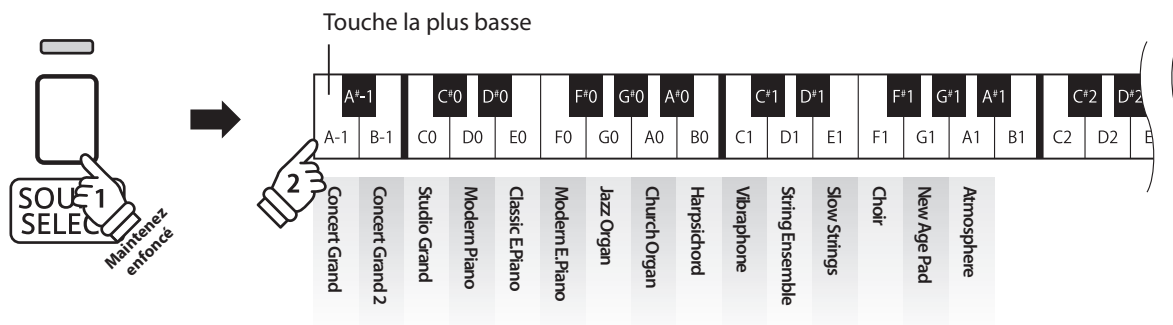 Touche la plus basse
A#-1 C#0 D#0 F#0 G#0 A#0 C#1 D#1 F#1 G#1 A#1 C#2 D#2
A-1 B-1 C0 D0 E0 F0 G0 A0 B0 C1 D1 E1 F1 G1 A1 B1 C2 D2
1
2
Maintenez
enfoncé
Concert Grand
Concert Grand 2
Studio Grand
Modern Piano
Classic E.Piano
Modern E.Piano
Jazz Organ
Church Organ
Harpsichord
Vibraphone
String Ensemble
Slow Strings
Choir
New Age Pad
Atmosphere